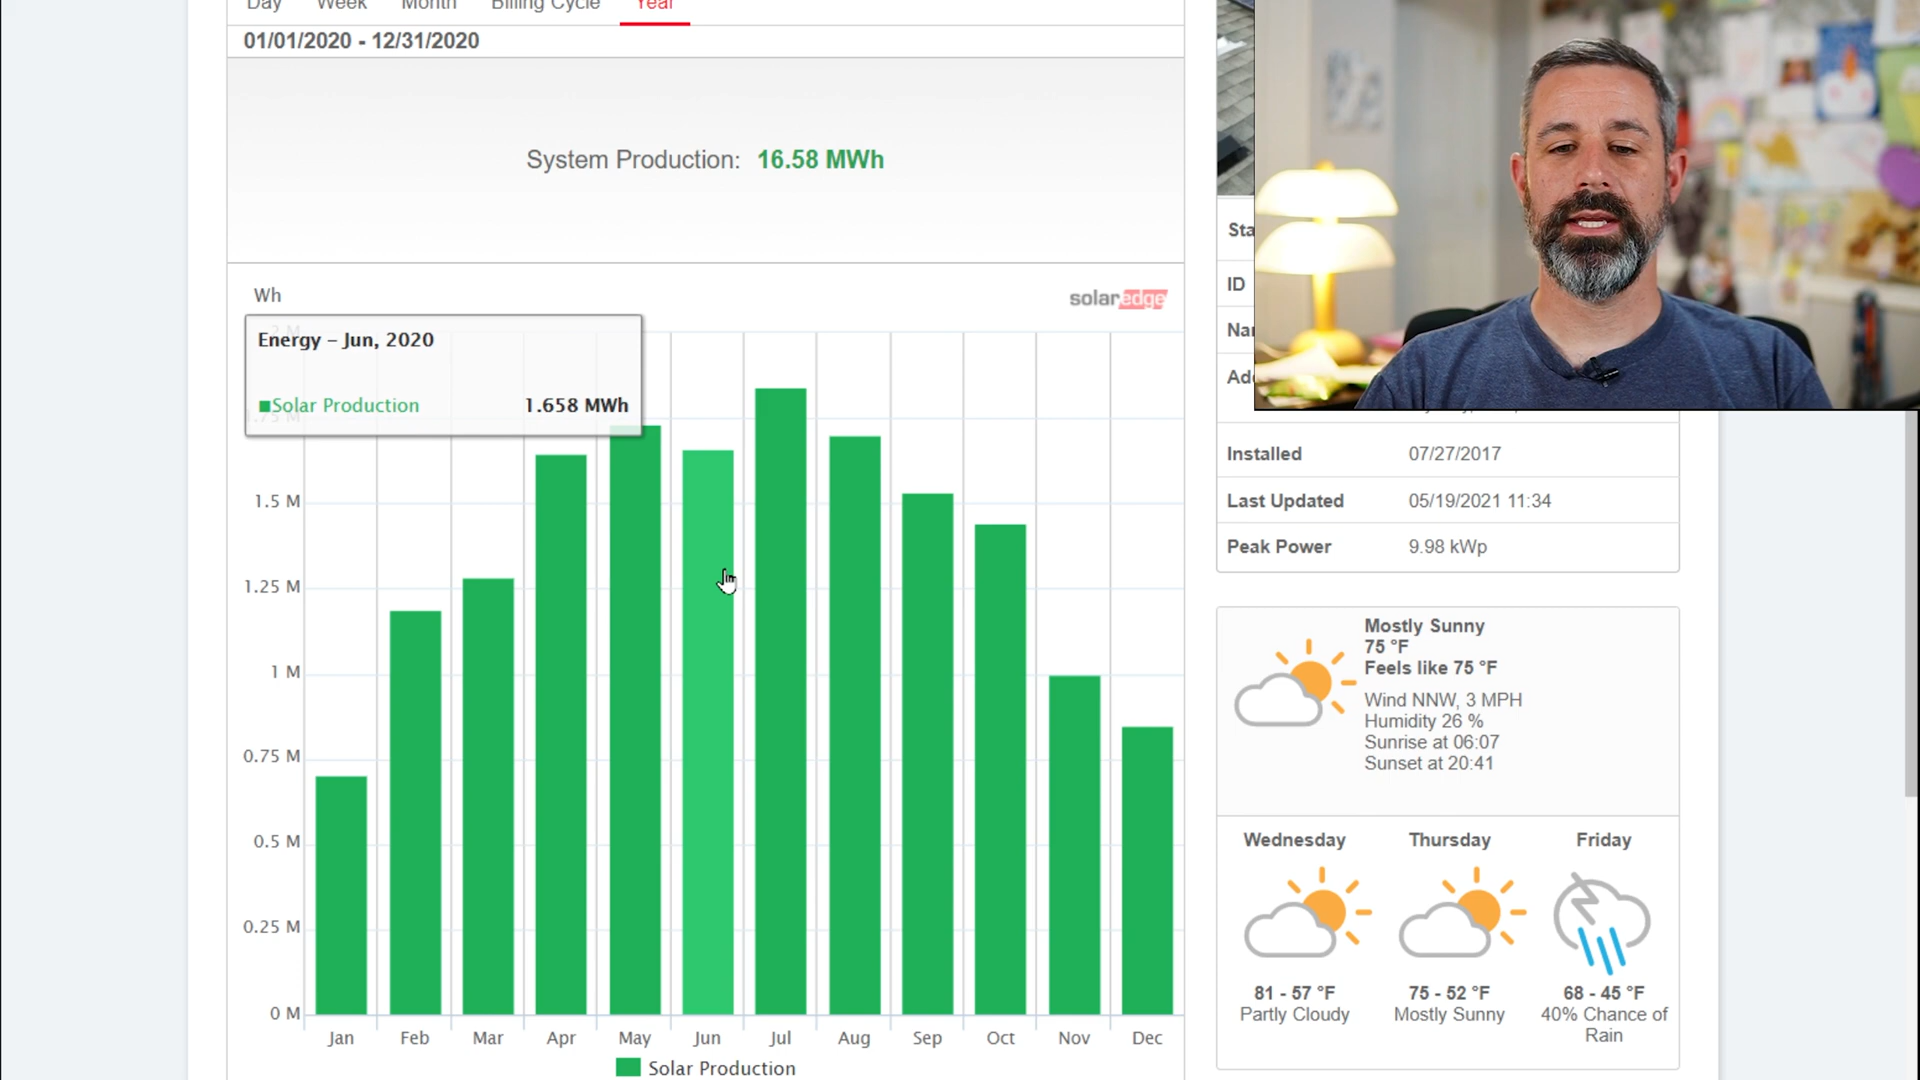 Day Week Month Billing Cycle Year
01/01/2020 - 12/31/2020
System Production: 16.58 MWh
Wh
solaredge
2 M
Energy – Jun, 2020
Solar Production 1.658 MWh
1.75 M
1.5 M
1.25 M
1 M
0.75 M
0.5 M
0.25 M
0 M
Jan Feb Mar Apr May Jun Jul Aug Sep Oct Nov Dec
Solar Production
Sta
ID
Nar
Installed 07/27/2017
Last Updated 05/19/2021 11:34
Peak Power 9.98 kWp
Mostly Sunny
75 °F
Feels like 75 °F
Wind NNW, 3 MPH
Humidity 26 %
Sunrise at 06:07
Sunset at 20:41
Wednesday Thursday Friday
81 - 57 °F 75 - 52 °F 68 - 45 °F
Partly Cloudy Mostly Sunny 40% Chance of
Rain